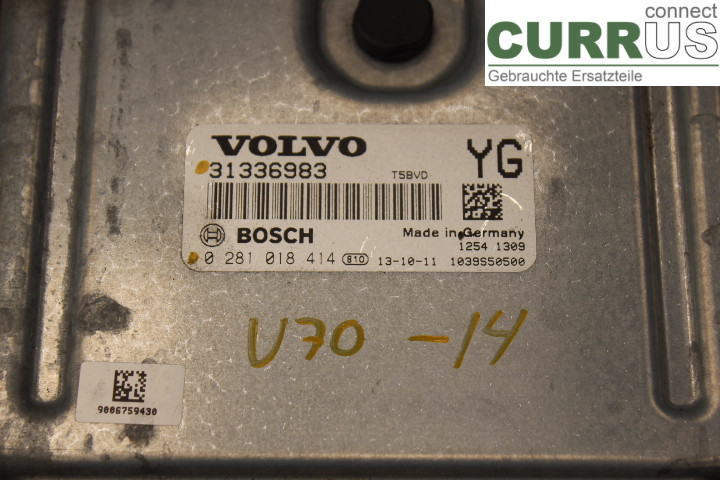 connect
CURRUS
Gebrauchte Ersatzteile
VOLVO
31336983
T5BVD
YG
BOSCH
Made in Germany
1254 1309
0 281 018 414 810 13-10-11 1039S50500
V70 -14
9006759430